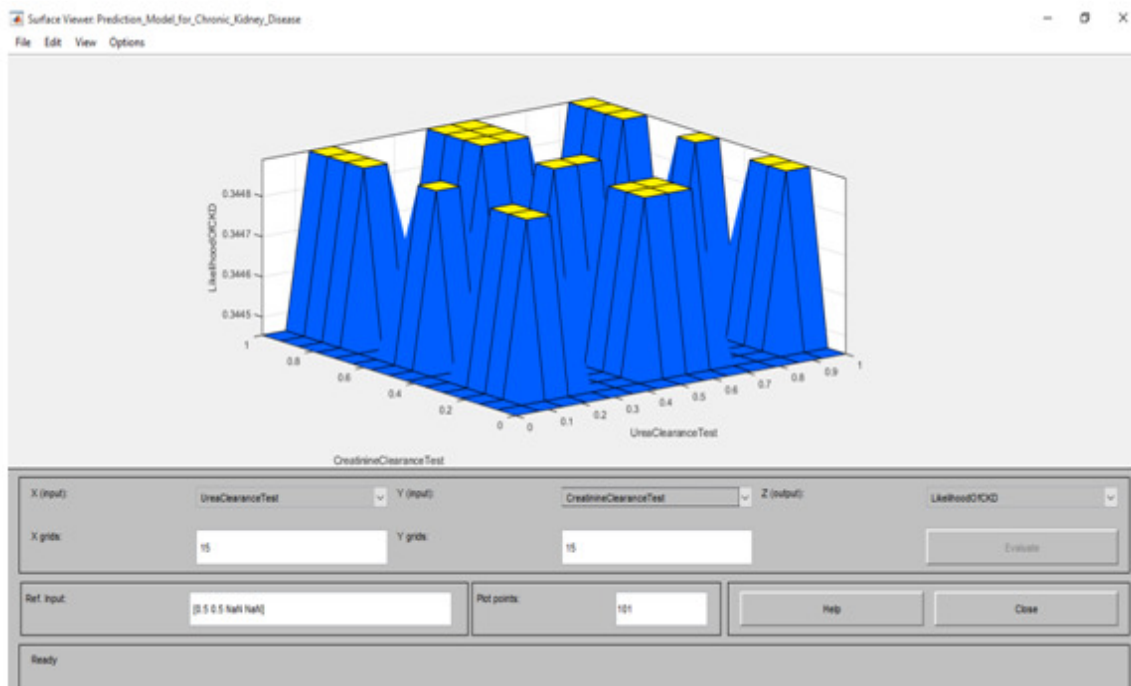 Surface Viewer: Prediction_Model_for_Chronic_Kidney_Disease
File Edit View Options
LikelihoodOfCKD
0.3448
0.3447
0.3446
0.3445
1
0.8
0.6
0.4
0.2
0
0
0.1
0.2
0.3
0.4
0.5
0.6
0.7
0.8
0.9
1
UreaClearanceTest
CreatinineClearanceTest
X (input): UreaClearanceTest Y (input): CreatinineClearanceTest Z (output): LikelihoodOfCKD
X grids: 15 Y grids: 15 Evaluate
Ref. Input: [0.5 0.5 NaN NaN] Plot points: 101 Help Close
Ready